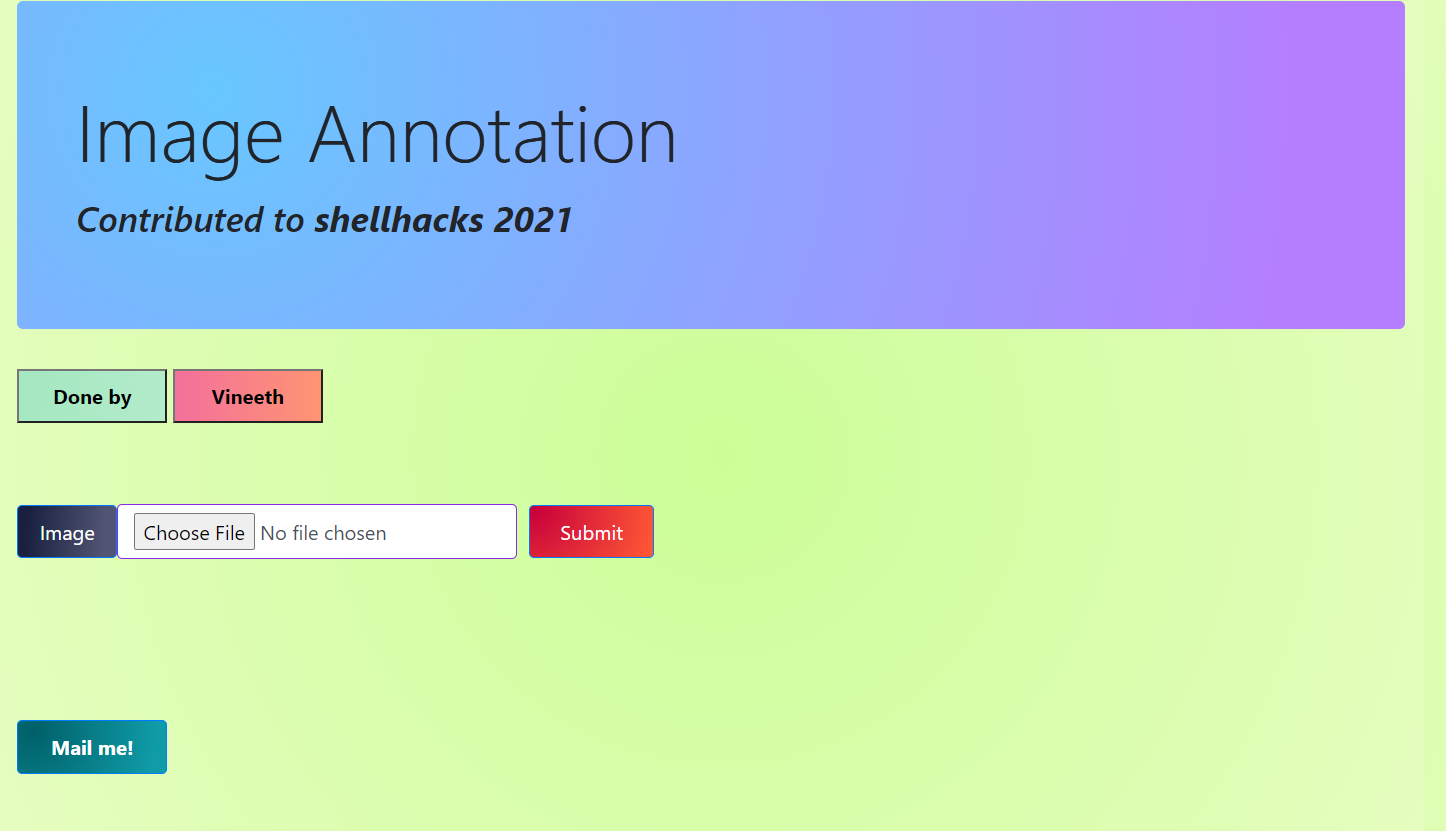 Image Annotation
Contributed to shellhacks 2021
Done by Vineeth
Image Choose File No file chosen Submit
Mail me!